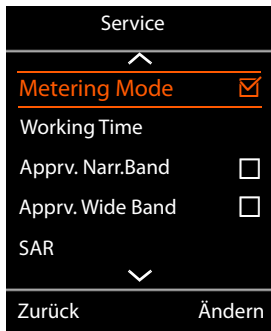 Service
Metering Mode
Working Time
Apprv. Narr.Band
Apprv. Wide Band
SAR
Zurück Ändern